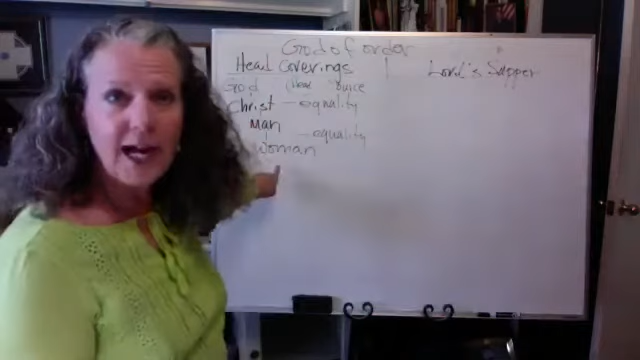 God of order
Head Coverings
Lord's Supper
God
Christ - equality
Man
- equality
Woman